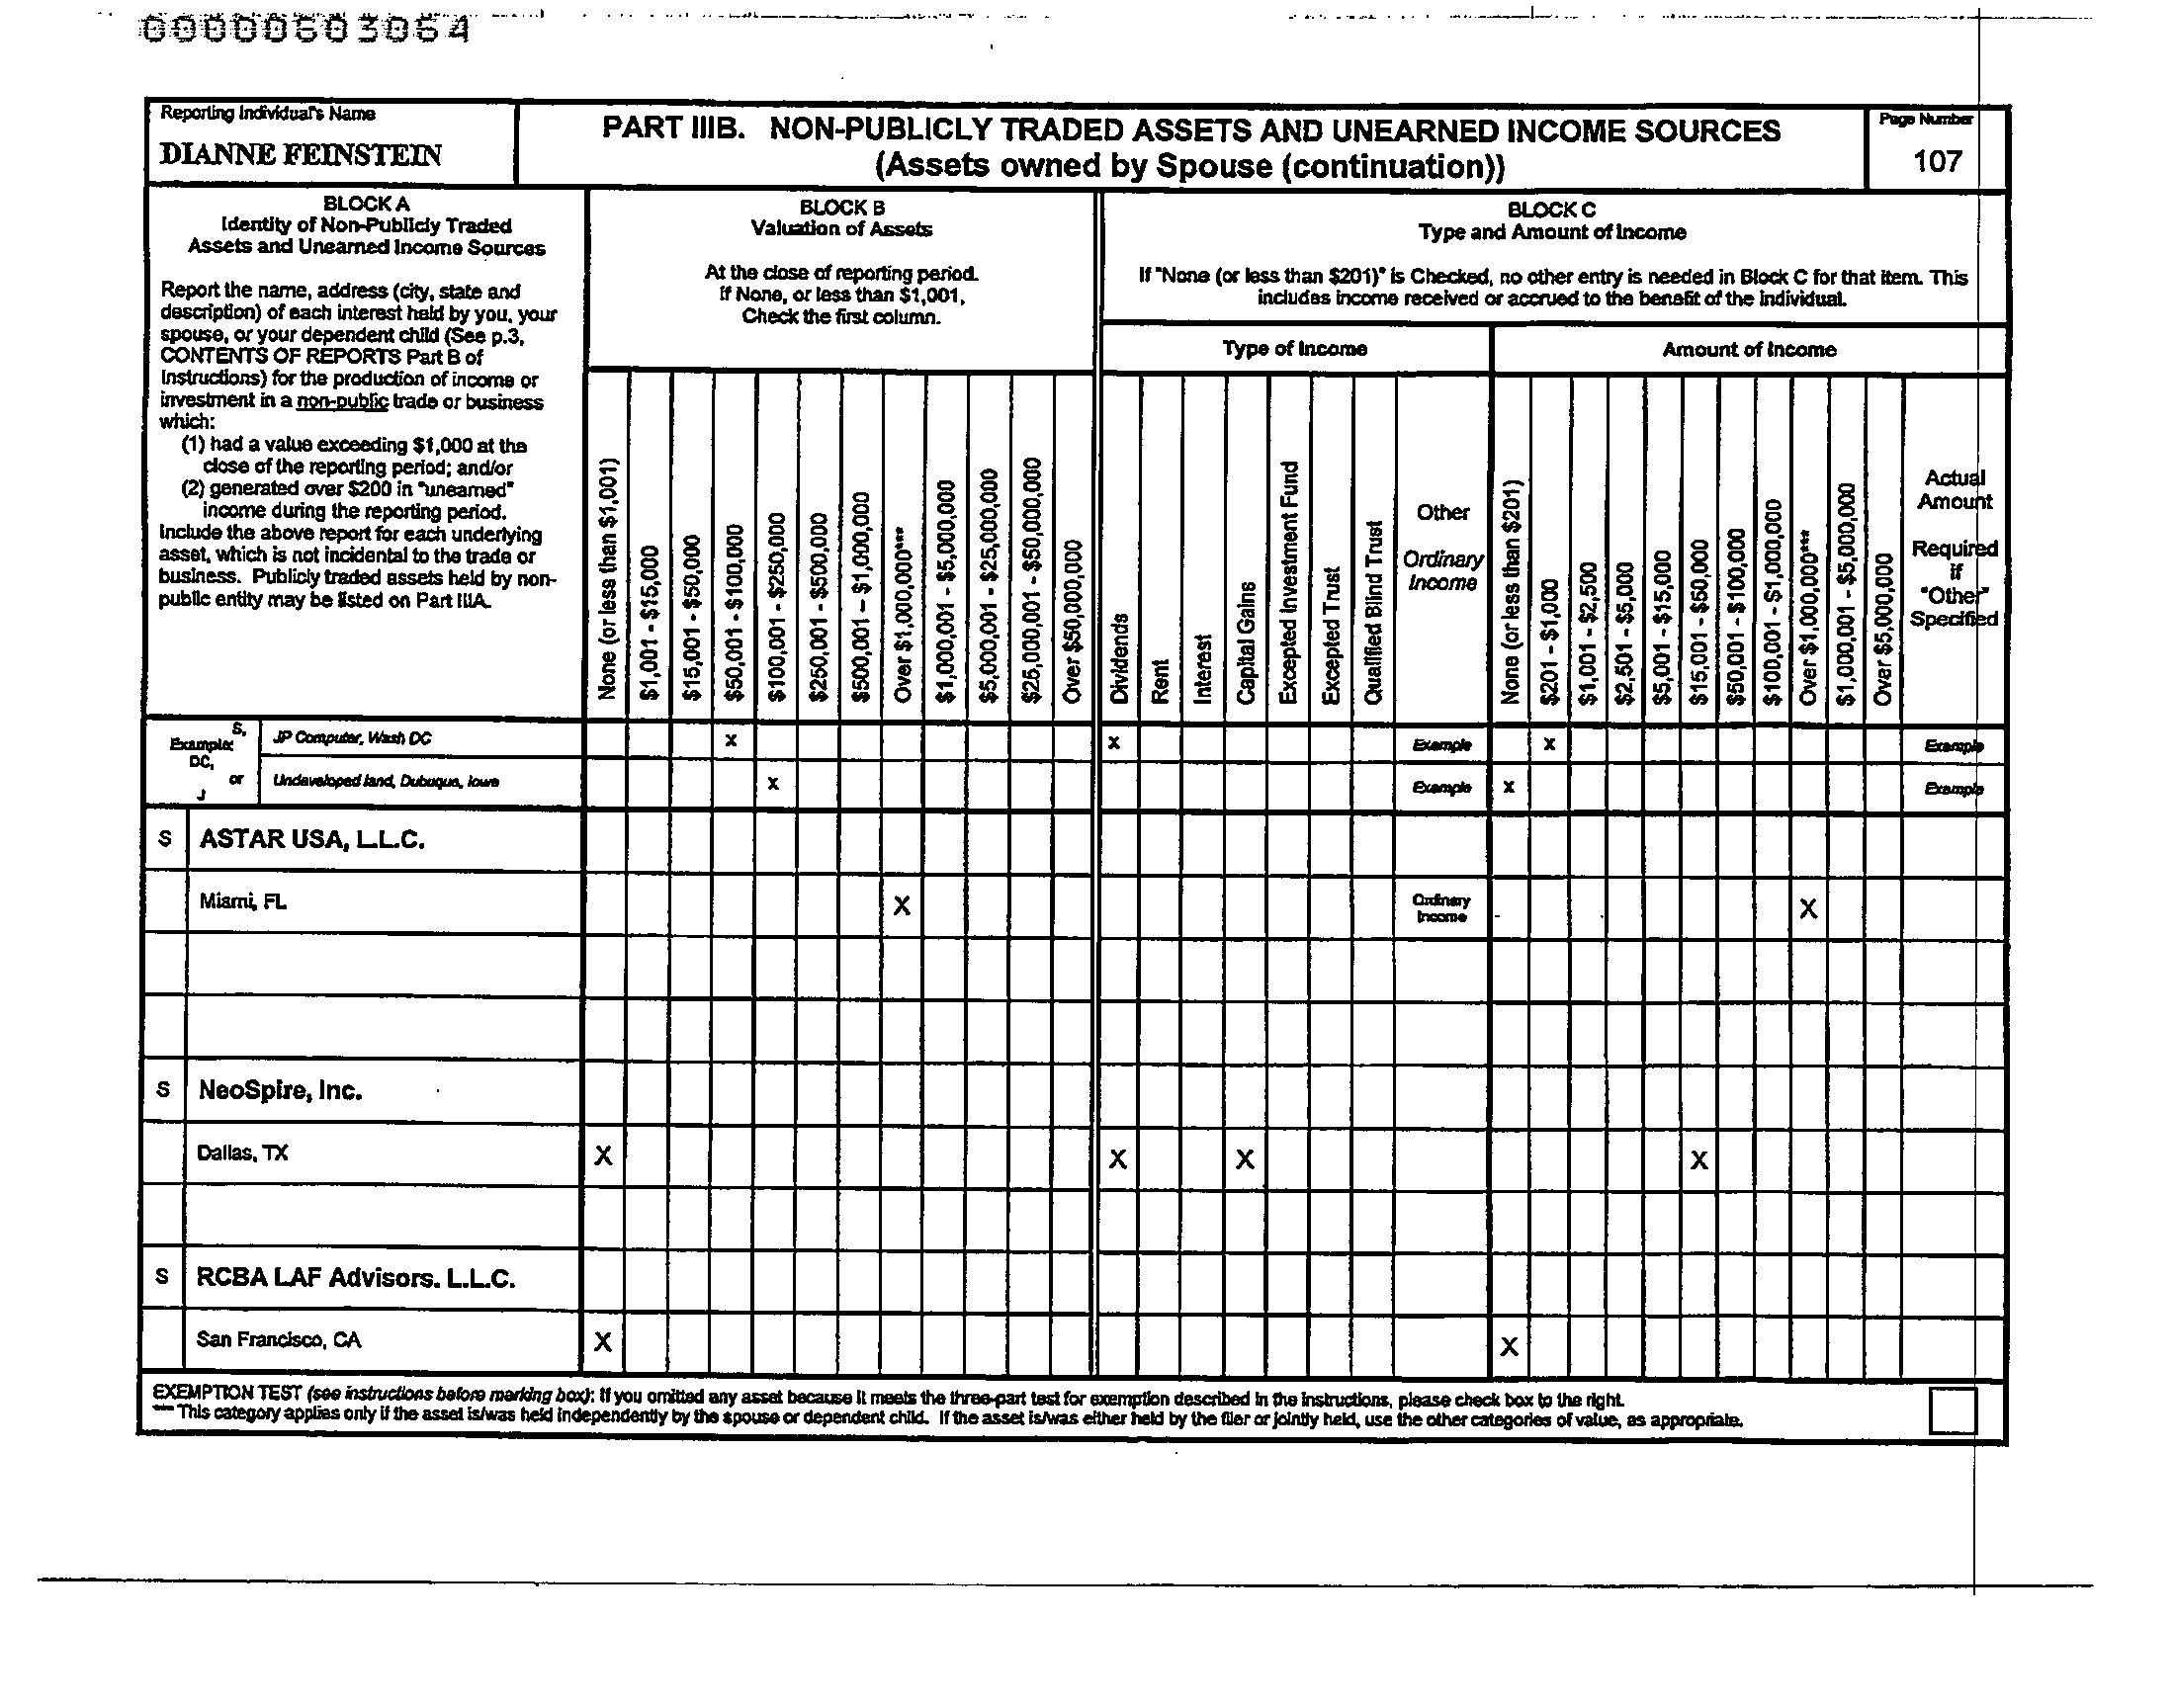 00000603064
Reporting Individual's Name
DIANNE FEINSTEIN
PART IIIB. NON-PUBLICLY TRADED ASSETS AND UNEARNED INCOME SOURCES
(Assets owned by Spouse (continuation))
Page Number
107
BLOCK A
Identity of Non-Publicly Traded
Assets and Unearned Income Sources
Report the name, address (city, state and
description) of each interest held by you, your
spouse, or your dependent child (See p.3,
CONTENTS OF REPORTS Part B of
Instructions) for the production of income or
investment in a non-public trade or business
which:
(1) had a value exceeding $1,000 at the
close of the reporting period; and/or
(2) generated over $200 in "unearned"
income during the reporting period.
Include the above report for each underlying
asset, which is not incidental to the trade or
business. Publicly traded assets held by non-
public entity may be listed on Part IIIA.
BLOCK B
Valuation of Assets
At the close of reporting period.
If None, or less than $1,001,
Check the first column.
None (or less than $1,001)
$1,001 - $15,000
$15,001 - $50,000
$50,001 - $100,000
$100,001 - $250,000
$250,001 - $500,000
$500,001 – $1,000,000
Over $1,000,000***
$1,000,001 - $5,000,000
$5,000,001 - $25,000,000
$25,000,001 - $50,000,000
Over $50,000,000
BLOCK C
Type and Amount of Income
If "None (or less than $201)" is Checked, no other entry is needed in Block C for that item. This
includes income received or accrued to the benefit of the individual.
Type of Income
Dividends
Rent
Interest
Capital Gains
Excepted Investment Fund
Excepted Trust
Qualified Blind Trust
Other
Ordinary
Income
Amount of Income
None (or less than $201)
$201 - $1,000
$1,001 - $2,500
$2,501 - $5,000
$5,001 - $15,000
$15,001 - $50,000
$50,001 - $100,000
$100,001 - $1,000,000
Over $1,000,000***
$1,000,001 - $5,000,000
Over $5,000,000
Actual
Amount
Required
if
"Other"
Specified
Example: S,
DC,
or
J
JP Computer, Wash DC x x Example x Example
Undeveloped land, Dubuque, Iowa x Example x Example
S ASTAR USA, L.L.C.
Miami, FL X Ordinary Income X
S NeoSpire, Inc.
Dallas, TX X X X X
S RCBA LAF Advisors. L.L.C.
San Francisco, CA X X
EXEMPTION TEST (see instructions before marking box): If you omitted any asset because it meets the three-part test for exemption described in the instructions, please check box to the right.
*** This category applies only if the asset is/was held independently by the spouse or dependent child. If the asset is/was either held by the filer or jointly held, use the other categories of value, as appropriate.